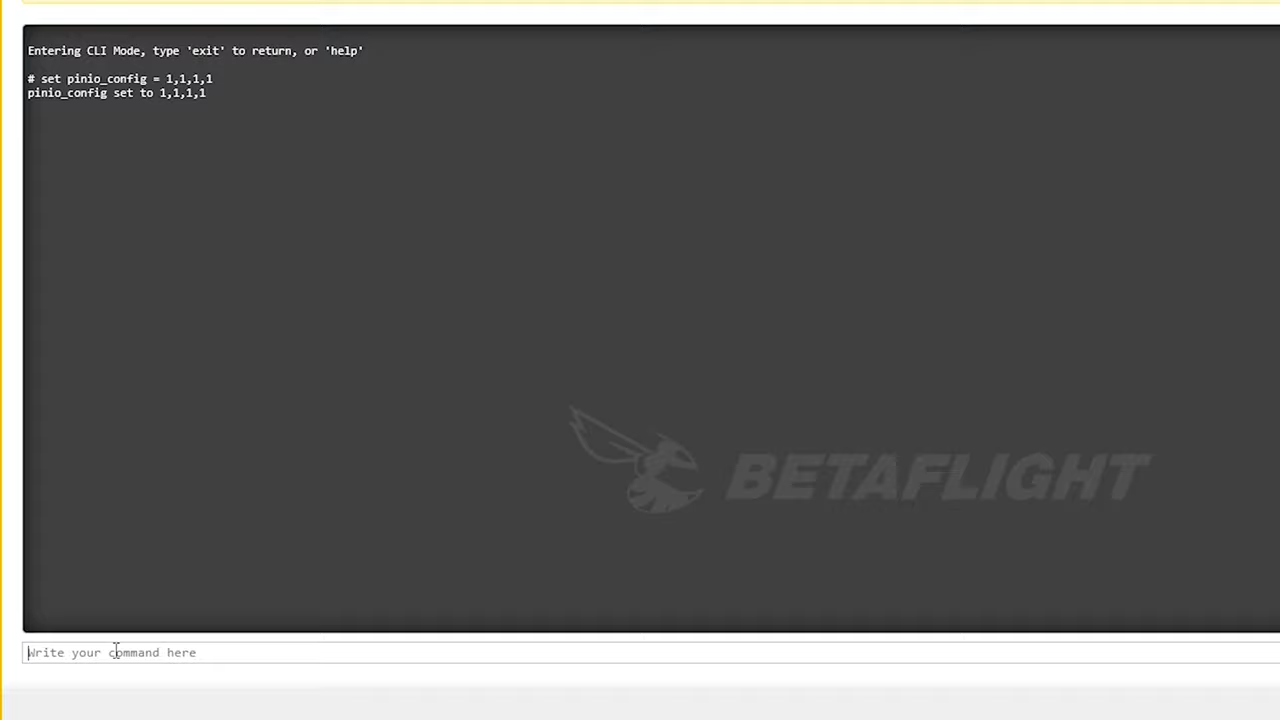 Entering CLI Mode, type 'exit' to return, or 'help'
# set pinio_config = 1,1,1,1
pinio_config set to 1,1,1,1
BETAFLIGHT
Write your command here